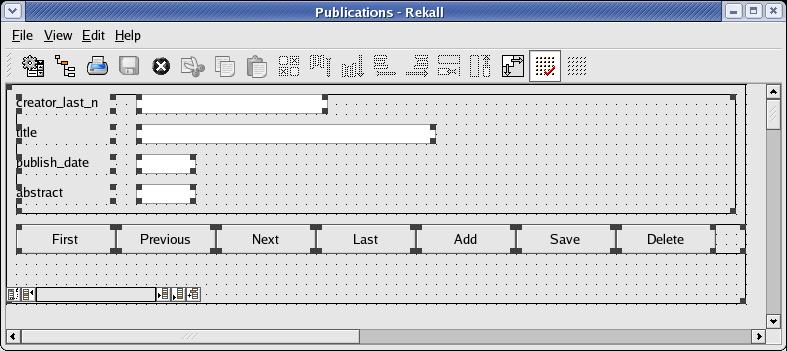 Publications - Rekall
File View Edit Help
creator_last_n
title
publish_date
abstract
First Previous Next Last Add Save Delete